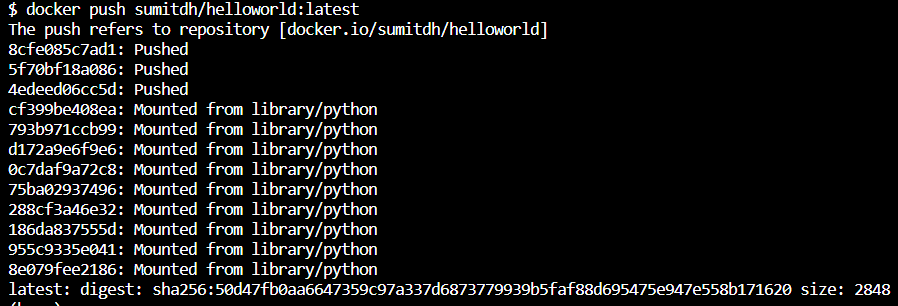 $ docker push sumitdh/helloworld:latest
The push refers to repository [docker.io/sumitdh/helloworld]
8cfe085c7ad1: Pushed
5f70bf18a086: Pushed
4edeed06cc5d: Pushed
cf399be408ea: Mounted from library/python
793b971ccb99: Mounted from library/python
d172a9e6f9e6: Mounted from library/python
0c7daf9a72c8: Mounted from library/python
75ba02937496: Mounted from library/python
288cf3a46e32: Mounted from library/python
186da837555d: Mounted from library/python
955c9335e041: Mounted from library/python
8e079fee2186: Mounted from library/python
latest: digest: sha256:50d47fb0aa6647359c97a337d6873779939b5faf88d695475e947e558b171620 size: 2848